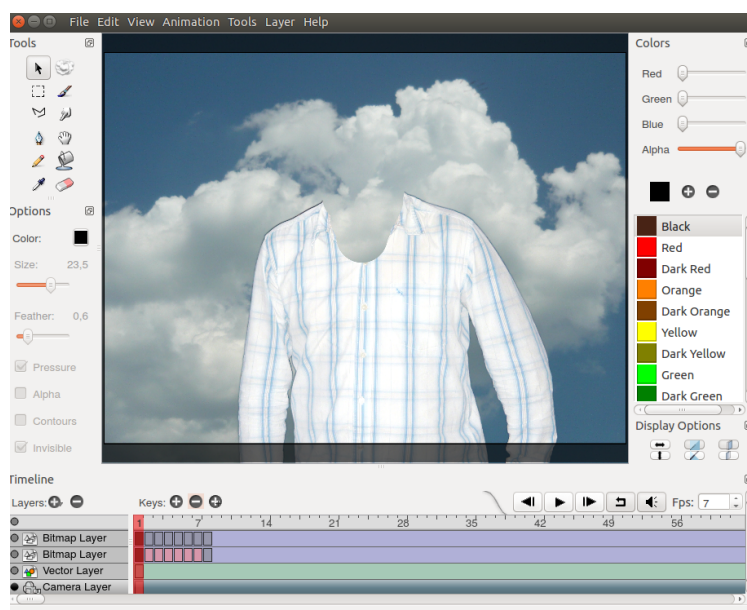 File Edit View Animation Tools Layer Help
Tools
Options
Color:
Size: 23,5
Feather: 0,6
Pressure
Alpha
Contours
Invisible
Colors
Red
Green
Blue
Alpha
Black
Red
Dark Red
Orange
Dark Orange
Yellow
Dark Yellow
Green
Dark Green
Display Options
Timeline
Layers: Keys: Fps: 7
1 7 14 21 28 35 42 49 56
Bitmap Layer
Bitmap Layer
Vector Layer
Camera Layer